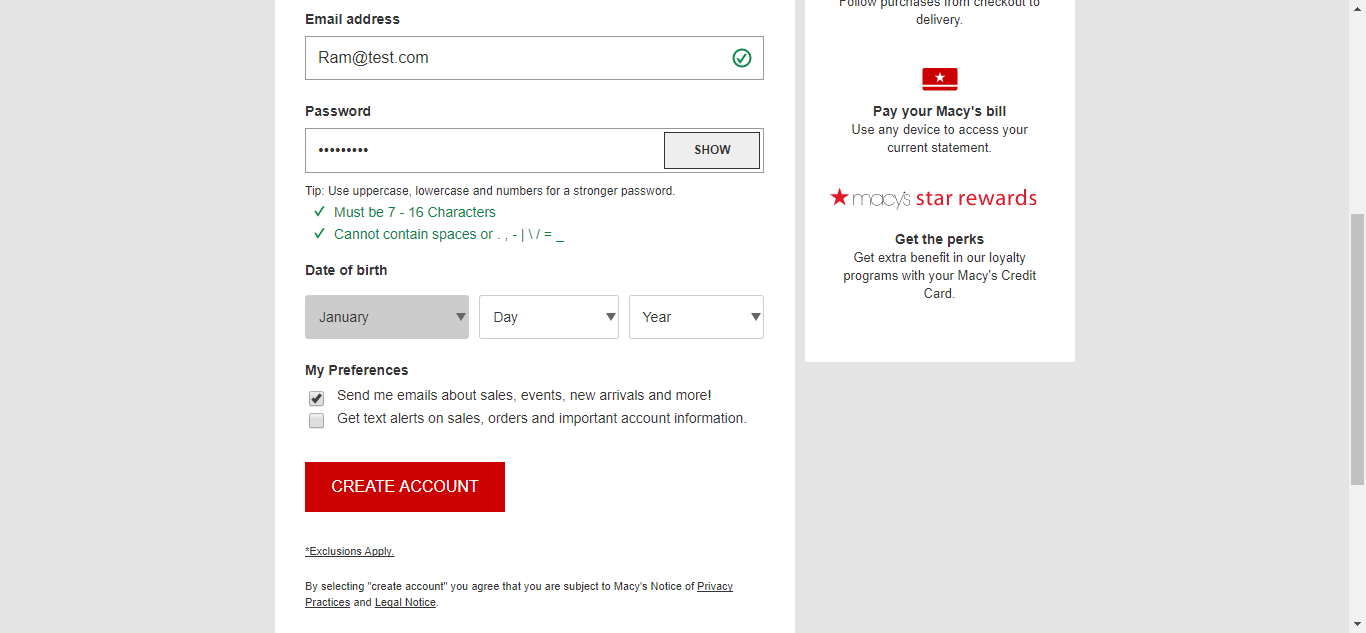 Email address
Ram@test.com
Password
•••••••••
SHOW
Tip: Use uppercase, lowercase and numbers for a stronger password.
Must be 7 - 16 Characters
Cannot contain spaces or . , - | \ / = _
Date of birth
January
Day
Year
My Preferences
Send me emails about sales, events, new arrivals and more!
Get text alerts on sales, orders and important account information.
CREATE ACCOUNT
*Exclusions Apply.
By selecting "create account" you agree that you are subject to Macy's Notice of Privacy
Practices and Legal Notice.
Follow purchases from checkout to
delivery.
Pay your Macy's bill
Use any device to access your
current statement.
macy's star rewards
Get the perks
Get extra benefit in our loyalty
programs with your Macy's Credit
Card.